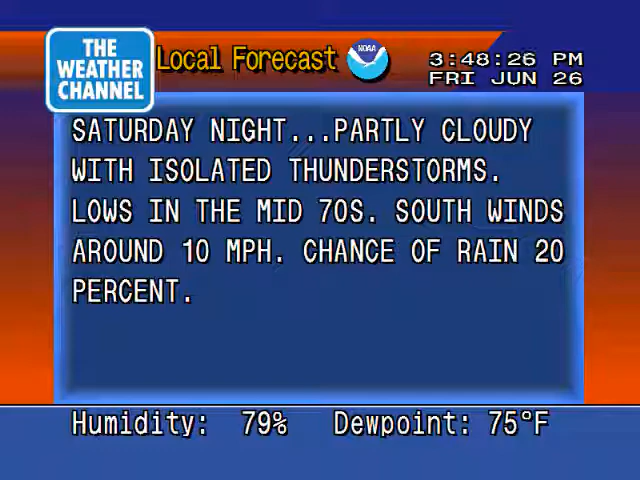 THE
WEATHER
CHANNEL
Local Forecast
NOAA
3:48:26 PM
FRI JUN 26
SATURDAY NIGHT...PARTLY CLOUDY
WITH ISOLATED THUNDERSTORMS.
LOWS IN THE MID 70S. SOUTH WINDS
AROUND 10 MPH. CHANCE OF RAIN 20
PERCENT.
Humidity: 79% Dewpoint: 75°F